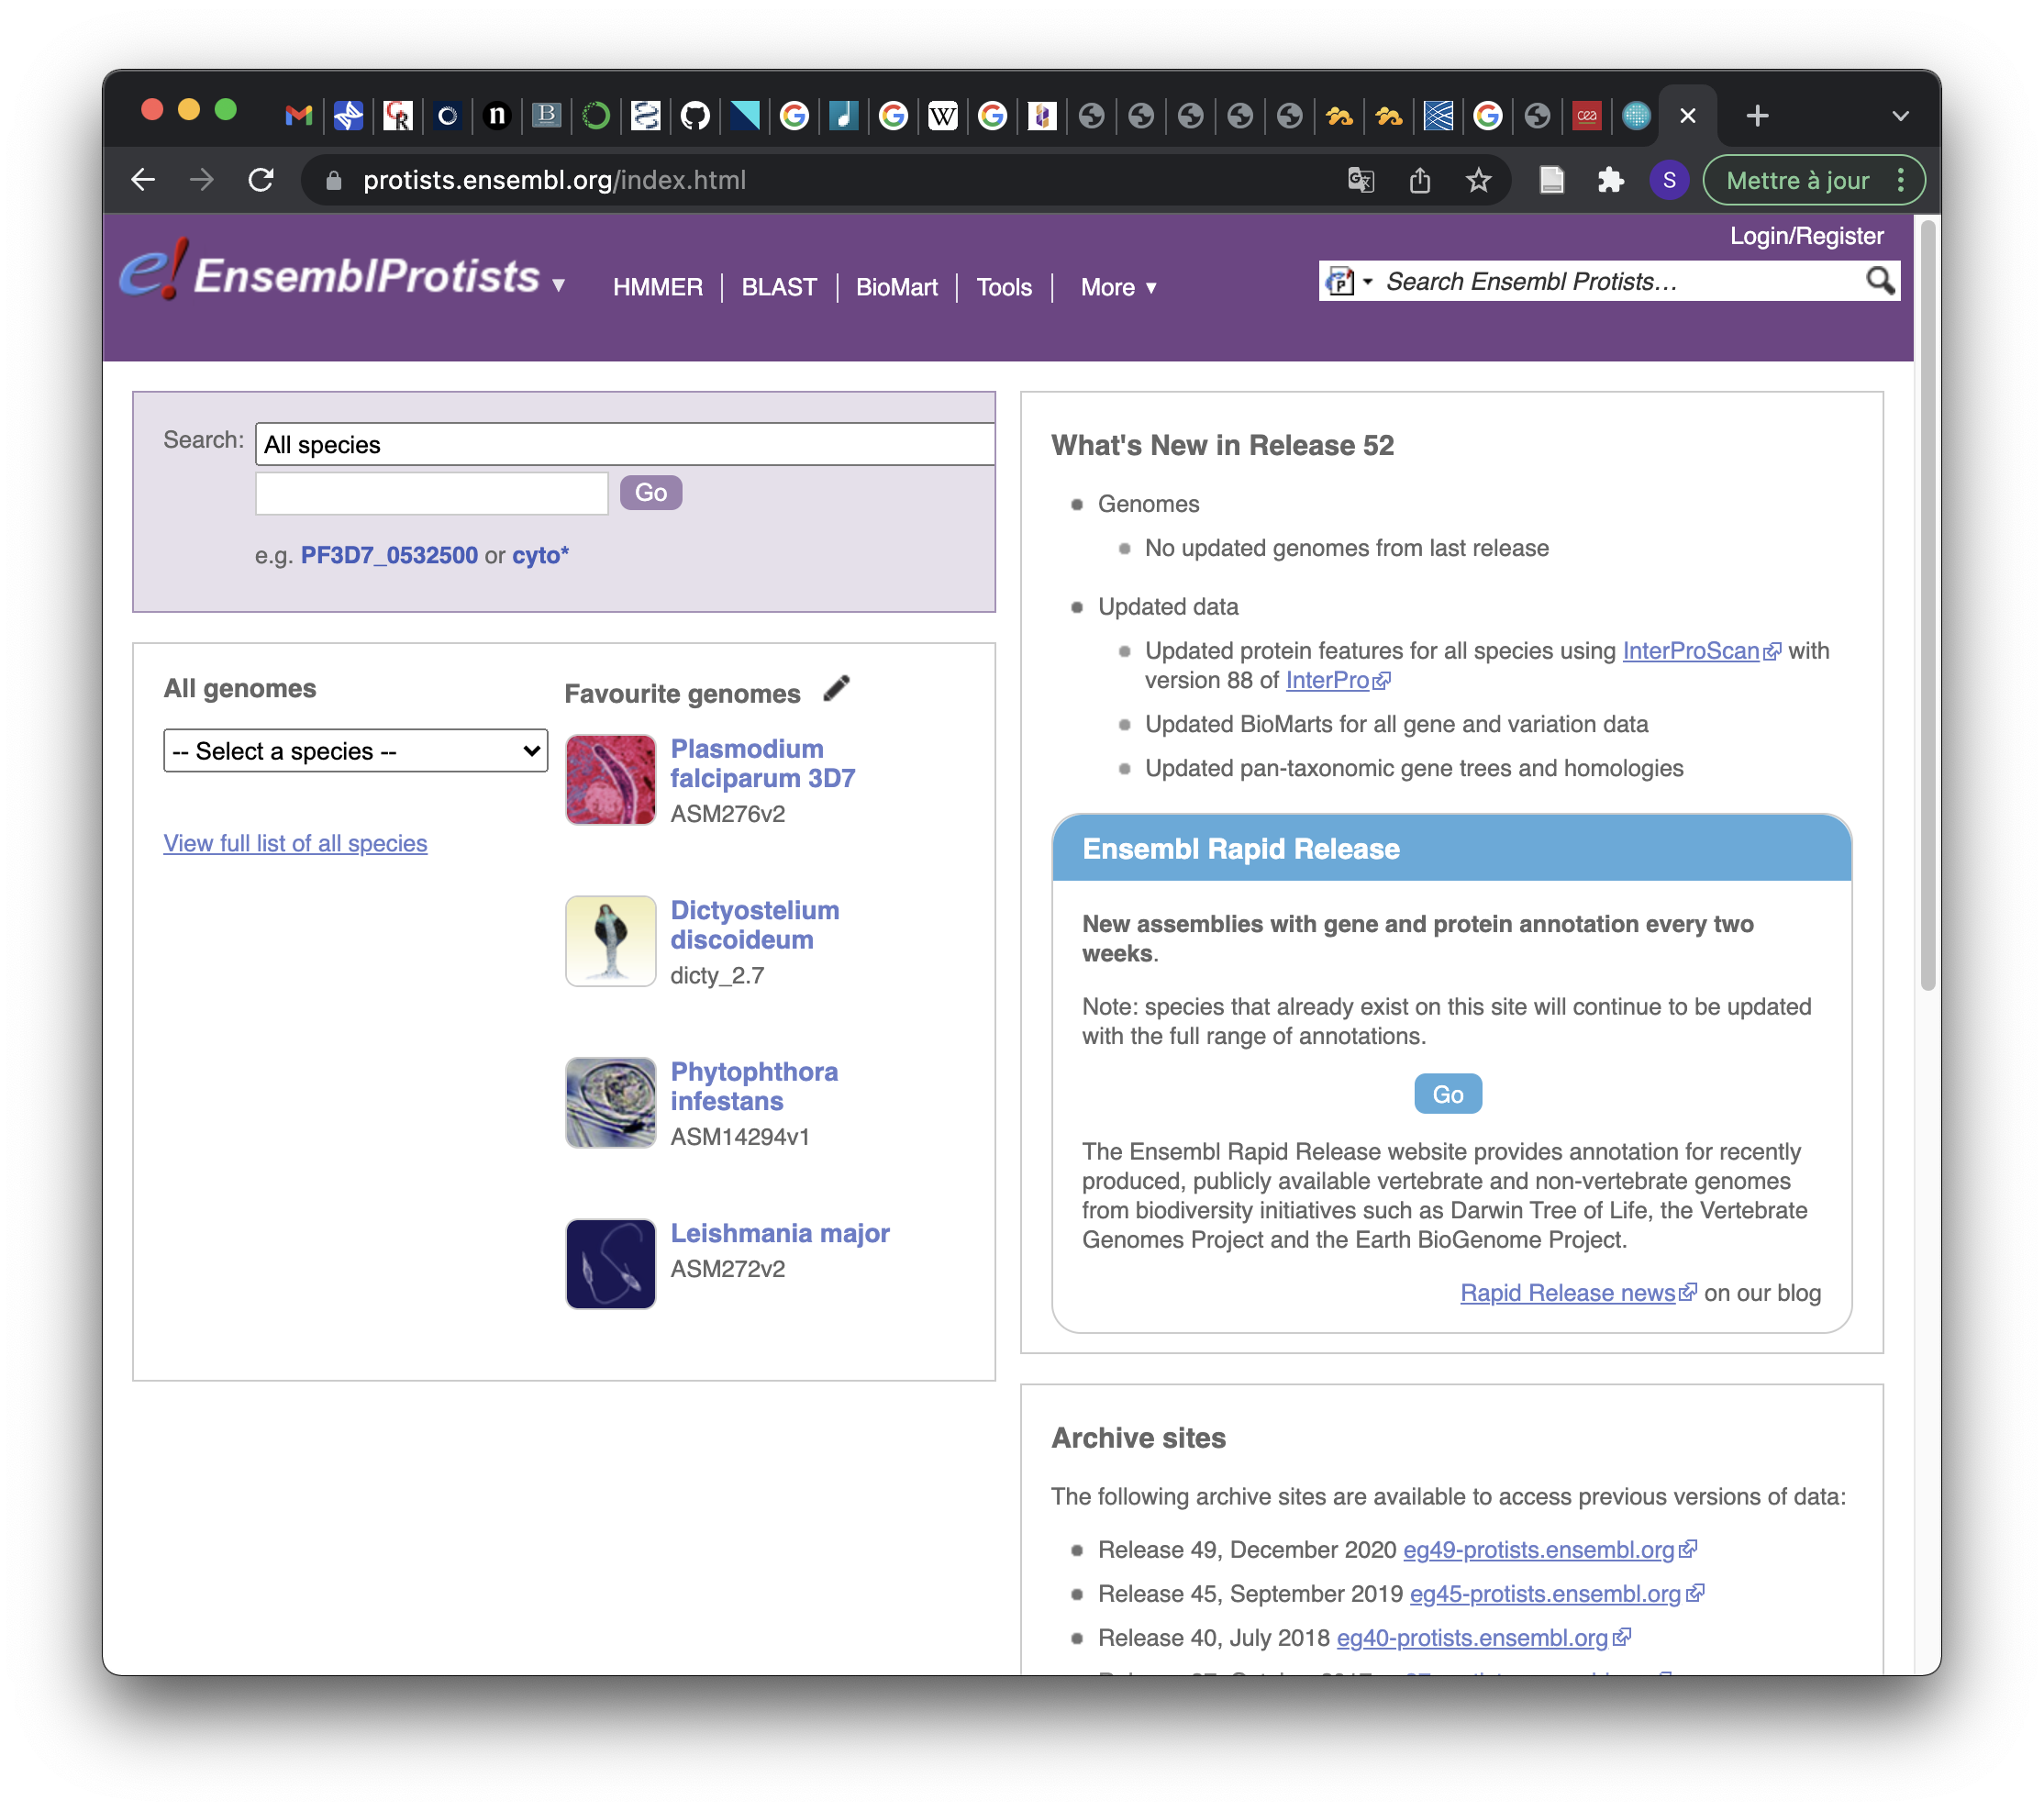 protists.ensembl.org/index.html
Mettre à jour
Login/Register
e! EnsemblProtists ▼
HMMER | BLAST | BioMart | Tools | More ▼
Search Ensembl Protists…
Search:
All species
Go
e.g. PF3D7_0532500 or cyto*
All genomes
-- Select a species --
View full list of all species
Favourite genomes
Plasmodium
falciparum 3D7
ASM276v2
Dictyostelium
discoideum
dicty_2.7
Phytophthora
infestans
ASM14294v1
Leishmania major
ASM272v2
What's New in Release 52
Genomes
No updated genomes from last release
Updated data
Updated protein features for all species using InterProScan with
version 88 of InterPro
Updated BioMarts for all gene and variation data
Updated pan-taxonomic gene trees and homologies
Ensembl Rapid Release
New assemblies with gene and protein annotation every two
weeks.
Note: species that already exist on this site will continue to be updated
with the full range of annotations.
Go
The Ensembl Rapid Release website provides annotation for recently
produced, publicly available vertebrate and non-vertebrate genomes
from biodiversity initiatives such as Darwin Tree of Life, the Vertebrate
Genomes Project and the Earth BioGenome Project.
Rapid Release news on our blog
Archive sites
The following archive sites are available to access previous versions of data:
Release 49, December 2020 eg49-protists.ensembl.org
Release 45, September 2019 eg45-protists.ensembl.org
Release 40, July 2018 eg40-protists.ensembl.org